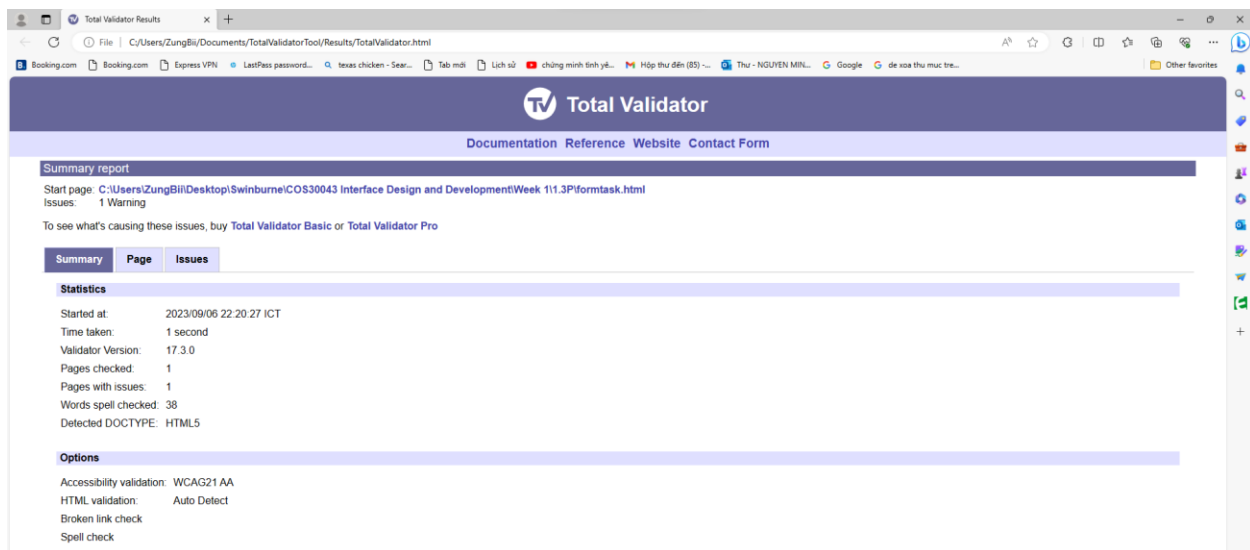 Total Validator Results
File C:/Users/ZungBii/Documents/TotalValidatorTool/Results/TotalValidator.html
Booking.com Booking.com Express VPN LastPass password... texas chicken - Sear... Tab mới Lịch sử chứng minh tình yê... Hộp thư đến (85) -... Thư - NGUYEN MIN... Google de soa thu muc tre... Other favorites
TV Total Validator
Documentation Reference Website Contact Form
Summary report
Start page: C:\Users\ZungBii\Desktop\Swinburne\COS30043 Interface Design and Development\Week 1\1.3P\formtask.html
Issues: 1 Warning
To see what's causing these issues, buy Total Validator Basic or Total Validator Pro
Summary Page Issues
Statistics
Started at: 2023/09/06 22:20:27 ICT
Time taken: 1 second
Validator Version: 17.3.0
Pages checked: 1
Pages with issues: 1
Words spell checked: 38
Detected DOCTYPE: HTML5
Options
Accessibility validation: WCAG21 AA
HTML validation: Auto Detect
Broken link check
Spell check